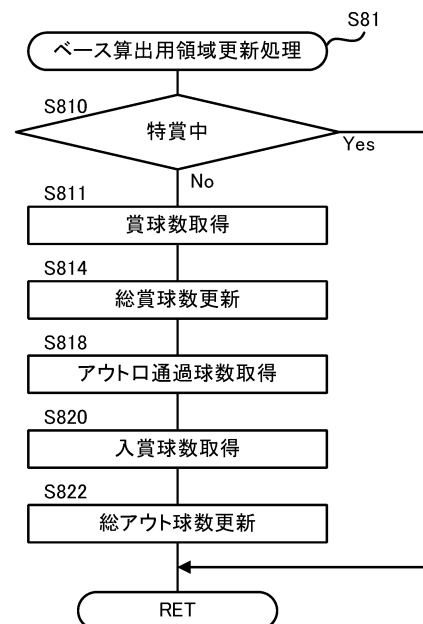 S81
ベース算出用領域更新処理
S810
特賞中
Yes
No
S811
賞球数取得
S814
総賞球数更新
S818
アウト口通過球数取得
S820
入賞球数取得
S822
総アウト球数更新
RET